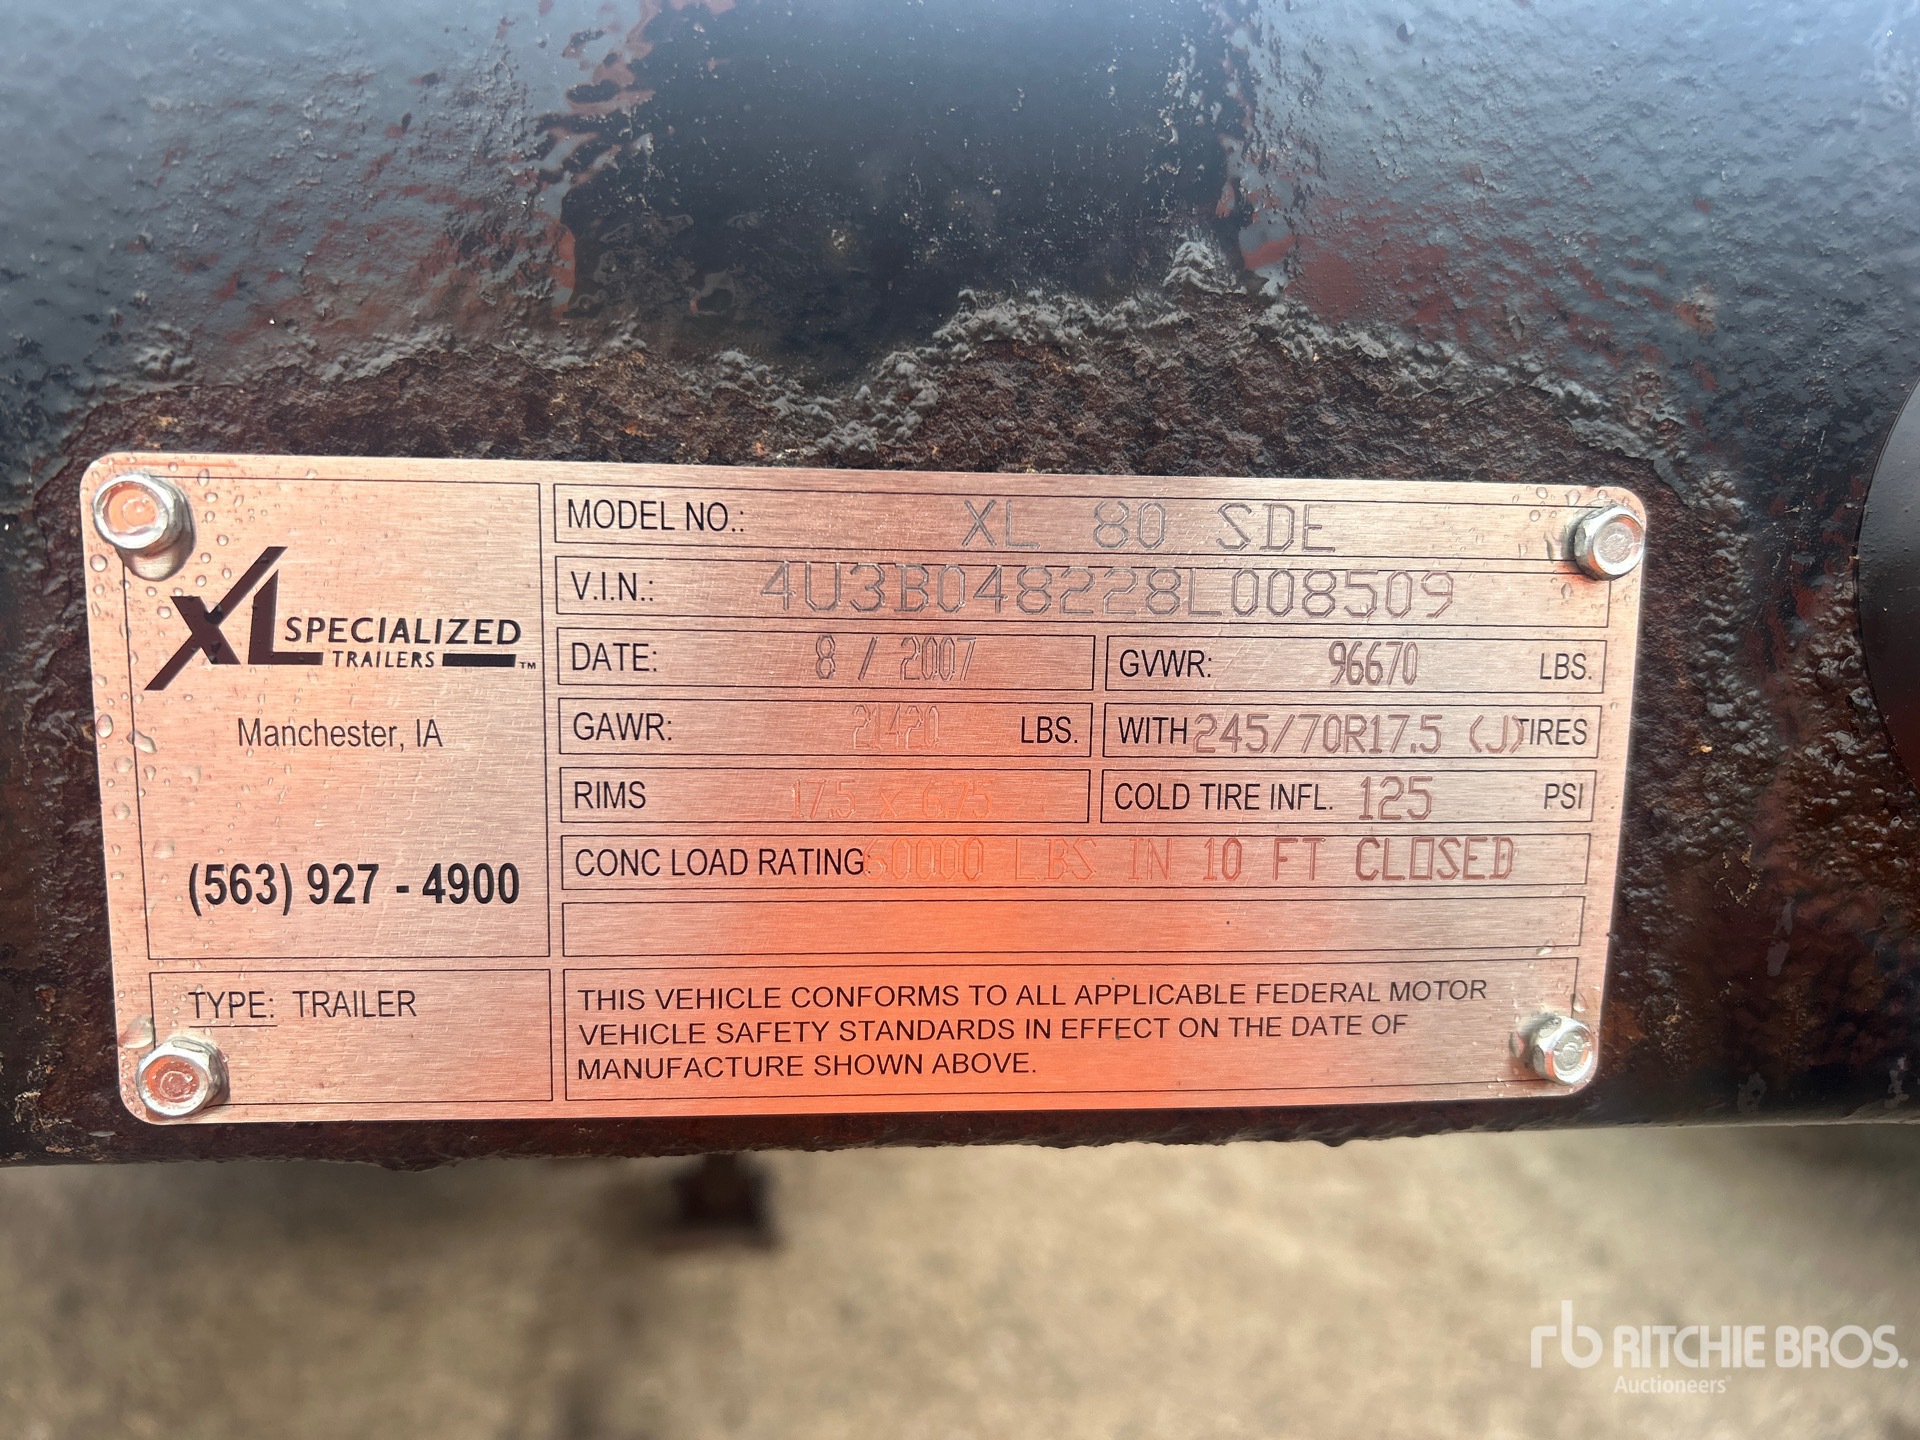 XL SPECIALIZED
TRAILERS ™
Manchester, IA
(563) 927 - 4900
TYPE: TRAILER
MODEL NO.: XL 80 SDE
V.I.N.: 4U3B048228L008509
DATE: 8 / 2007
GVWR: 96670 LBS.
GAWR: 21420 LBS.
WITH 245/70R17.5 (J) TIRES
RIMS 17.5 x 6.75
COLD TIRE INFL. 125 PSI
CONC LOAD RATING: 60000 LBS IN 10 FT CLOSED
THIS VEHICLE CONFORMS TO ALL APPLICABLE FEDERAL MOTOR
VEHICLE SAFETY STANDARDS IN EFFECT ON THE DATE OF
MANUFACTURE SHOWN ABOVE.
rb RITCHIE BROS.
Auctioneers